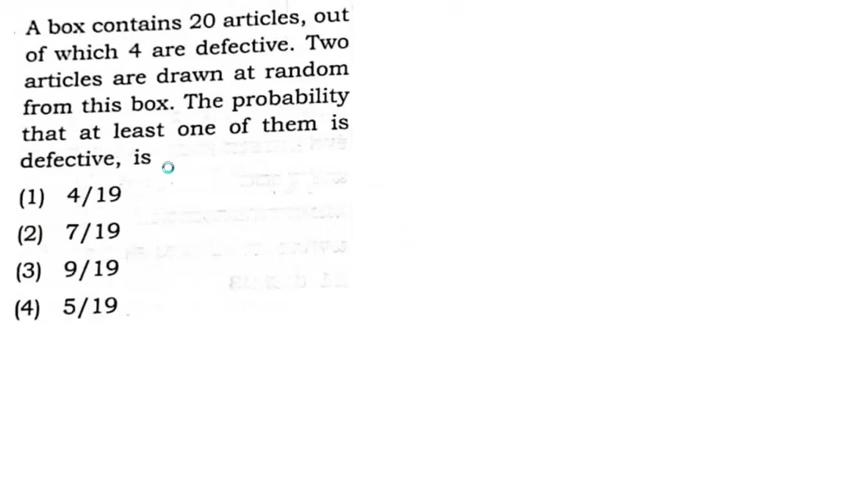 A box contains 20 articles, out
of which 4 are defective. Two
articles are drawn at random
from this box. The probability
that at least one of them is
defective, is
(1) 4/19
(2) 7/19
(3) 9/19
(4) 5/19